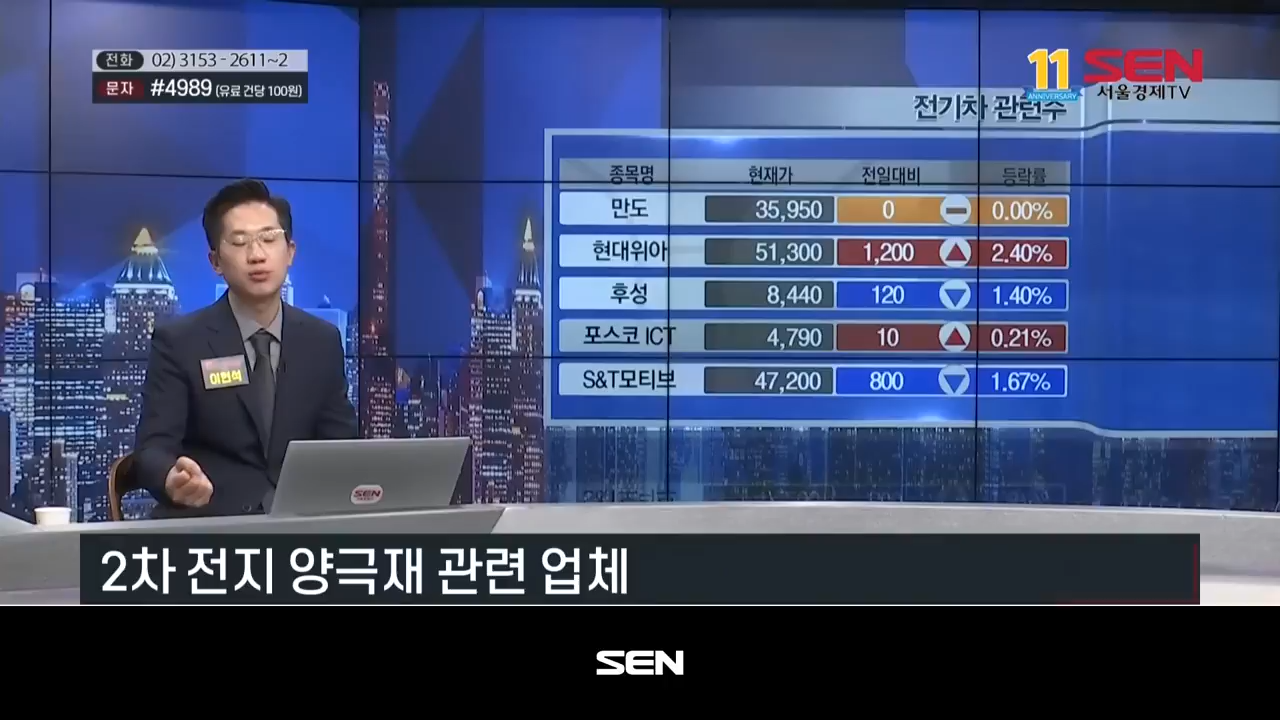 전화 02) 3153 - 2611~2
문자 #4989 (유료 건당 100원)
11 SEN
ANNIVERSARY 서울경제TV
전기차 관련주
종목명 현재가 전일대비 등락률
만도 35,950 0 0.00%
현대위아 51,300 1,200 ▲ 2.40%
후성 8,440 120 ▽ 1.40%
포스코 ICT 4,790 10 ▲ 0.21%
S&T모티브 47,200 800 ▽ 1.67%
이현석
SEN
2차 전지 양극재 관련 업체
SEN